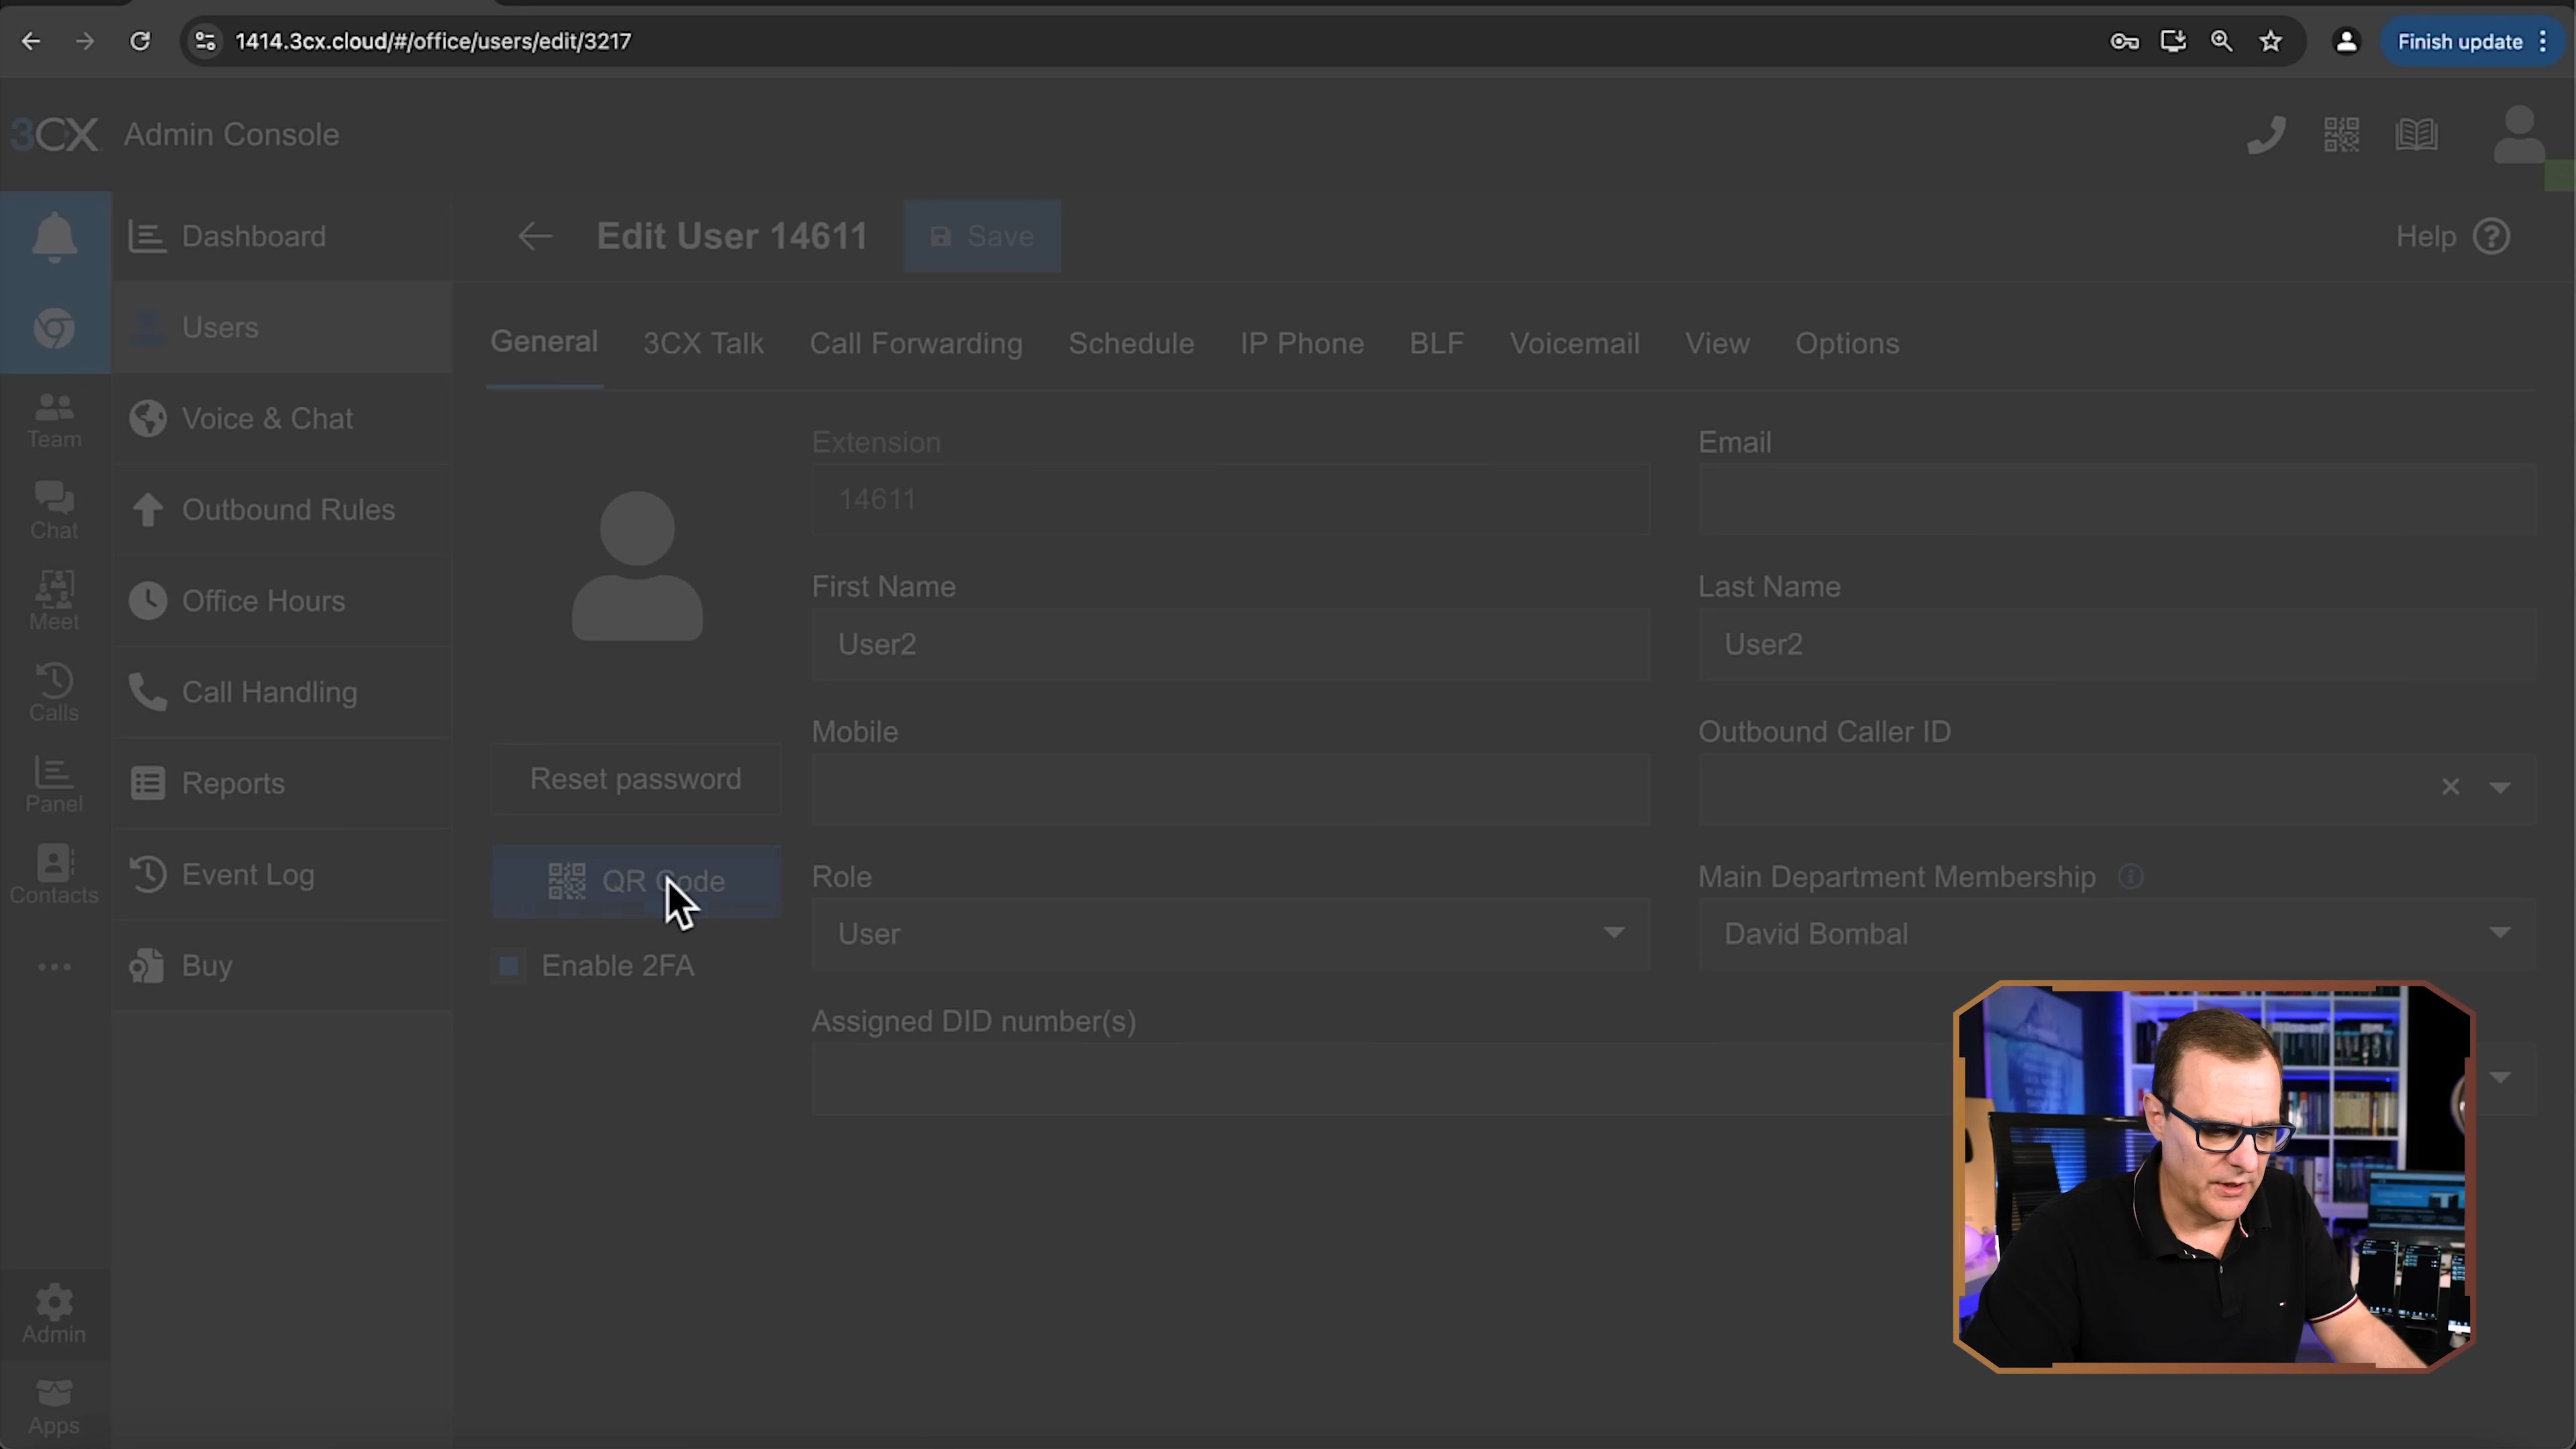 1414.3cx.cloud/#/office/users/edit/3217
Finish update
3CX Admin Console
Dashboard
Users
Voice & Chat
Outbound Rules
Office Hours
Call Handling
Reports
Event Log
Buy
Team
Chat
Meet
Calls
Panel
Contacts
Admin
Apps
Edit User 14611
Save
Help
General 3CX Talk Call Forwarding Schedule IP Phone BLF Voicemail View Options
Extension
14611
Email
First Name
User2
Last Name
User2
Mobile
Outbound Caller ID
Reset password
QR Code
Enable 2FA
Role
User
Main Department Membership
David Bombal
Assigned DID number(s)